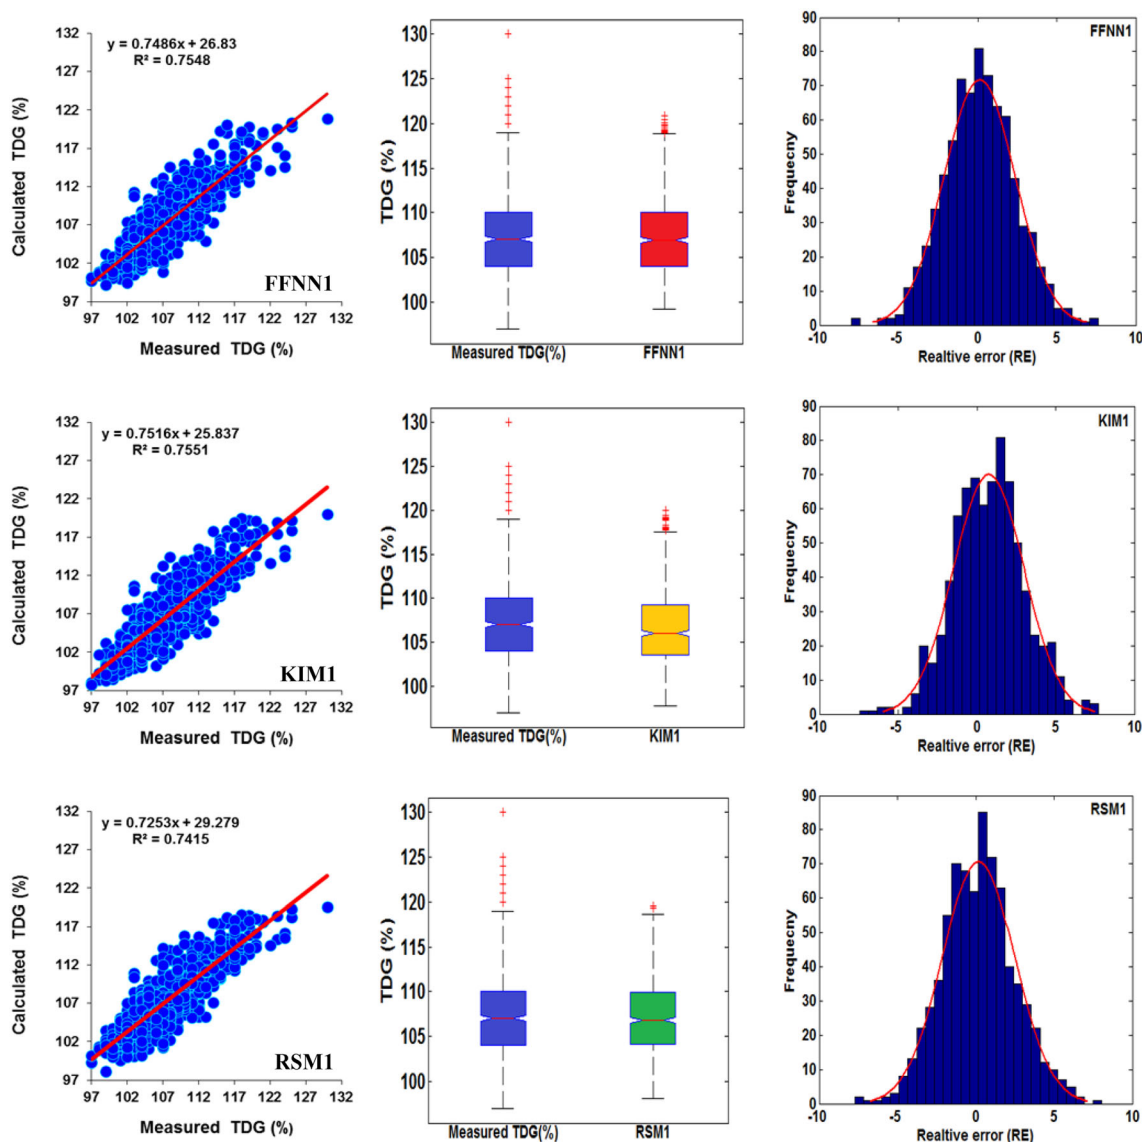 y = 0.7486x + 26.83
R² = 0.7548
Calculated TDG (%)
132
127
122
117
112
107
102
97
FFNN1
97 102 107 112 117 122 127 132
Measured TDG (%)
TDG (%)
130
125
120
115
110
105
100
Measured TDG(%) FFNN1
FFNN1
Frequecny
90
80
70
60
50
40
30
20
10
0
-10 -5 0 5 10
Realtive error (RE)
y = 0.7516x + 25.837
R² = 0.7551
Calculated TDG (%)
132
127
122
117
112
107
102
97
KIM1
97 102 107 112 117 122 127 132
Measured TDG (%)
TDG (%)
130
125
120
115
110
105
100
Measured TDG(%) KIM1
KIM1
Frequecny
90
80
70
60
50
40
30
20
10
0
-10 -5 0 5 10
Realtive error (RE)
y = 0.7253x + 29.279
R² = 0.7415
Calculated TDG (%)
132
127
122
117
112
107
102
97
RSM1
97 102 107 112 117 122 127 132
Measured TDG (%)
TDG (%)
130
125
120
115
110
105
100
Measured TDG(%) RSM1
RSM1
Frequecny
90
80
70
60
50
40
30
20
10
0
-10 -5 0 5 10
Realtive error (RE)